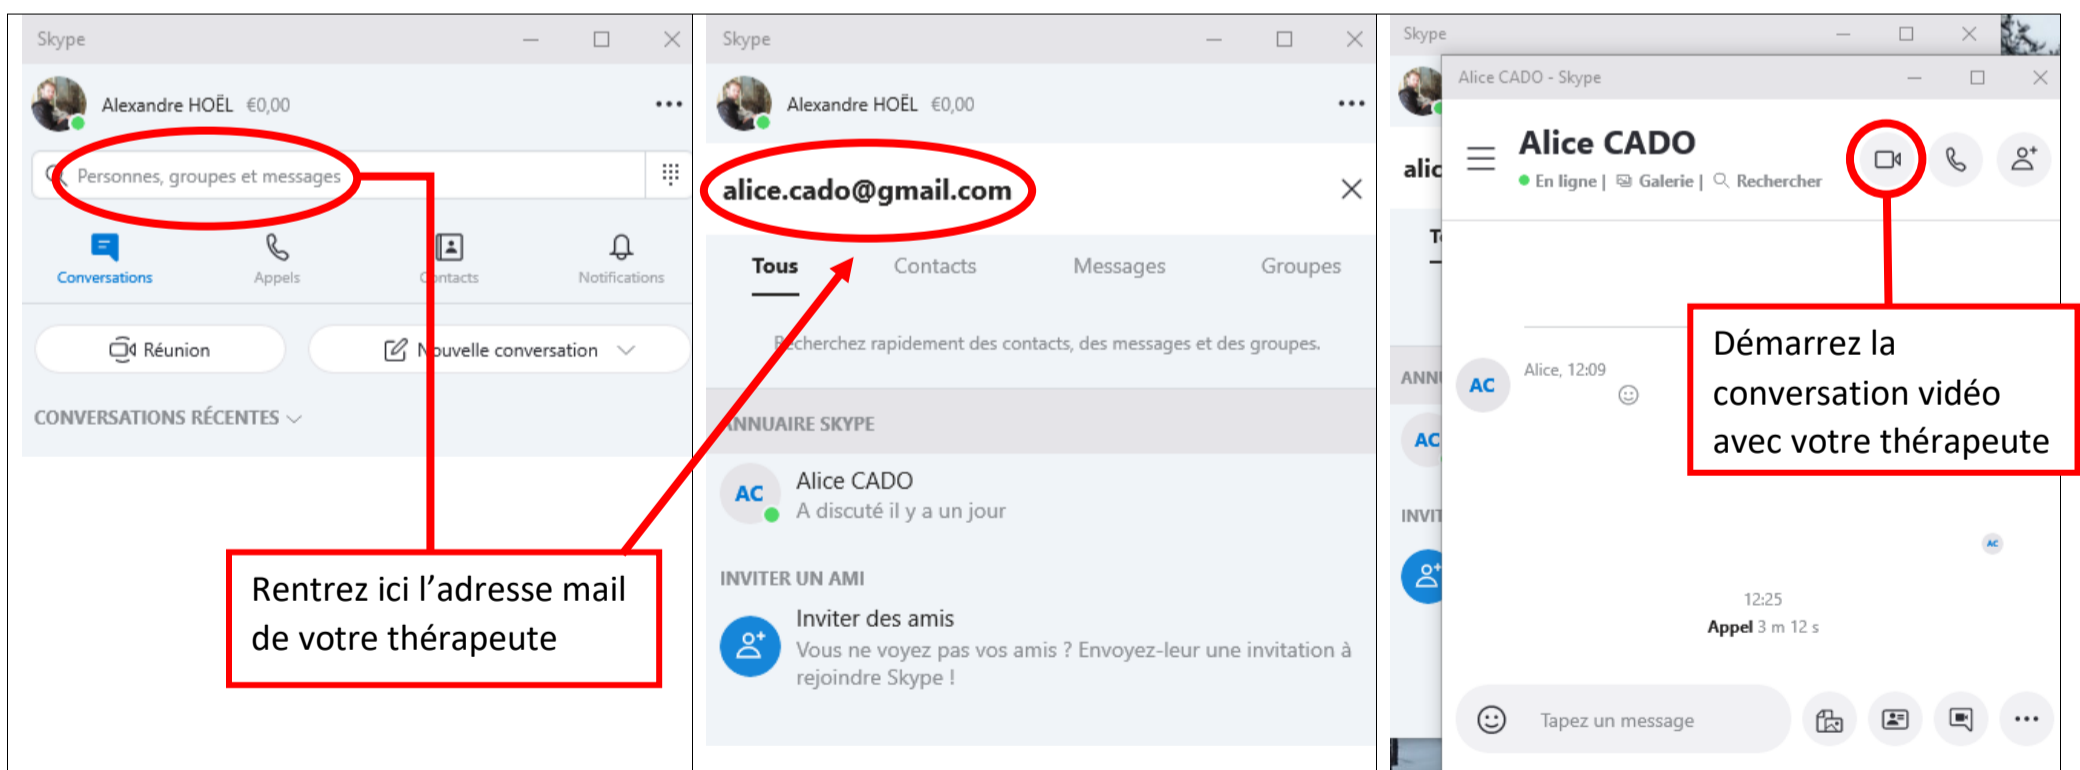 Skype
Alexandre HOËL €0,00
Personnes, groupes et messages
Conversations Appels Contacts Notifications
Réunion Nouvelle conversation
CONVERSATIONS RÉCENTES
Rentrez ici l’adresse mail
de votre thérapeute
Skype
Alexandre HOËL €0,00
alice.cado@gmail.com
Tous Contacts Messages Groupes
Recherchez rapidement des contacts, des messages et des groupes.
ANNUAIRE SKYPE
AC
Alice CADO
A discuté il y a un jour
INVITER UN AMI
Inviter des amis
Vous ne voyez pas vos amis ? Envoyez-leur une invitation à
rejoindre Skype !
Skype
alic
T
ANNU
AC
INVIT
Alice CADO - Skype
Alice CADO
En ligne | Galerie | Rechercher
Démarrez la
conversation vidéo
avec votre thérapeute
AC
Alice, 12:09
AC
12:25
Appel 3 m 12 s
Tapez un message